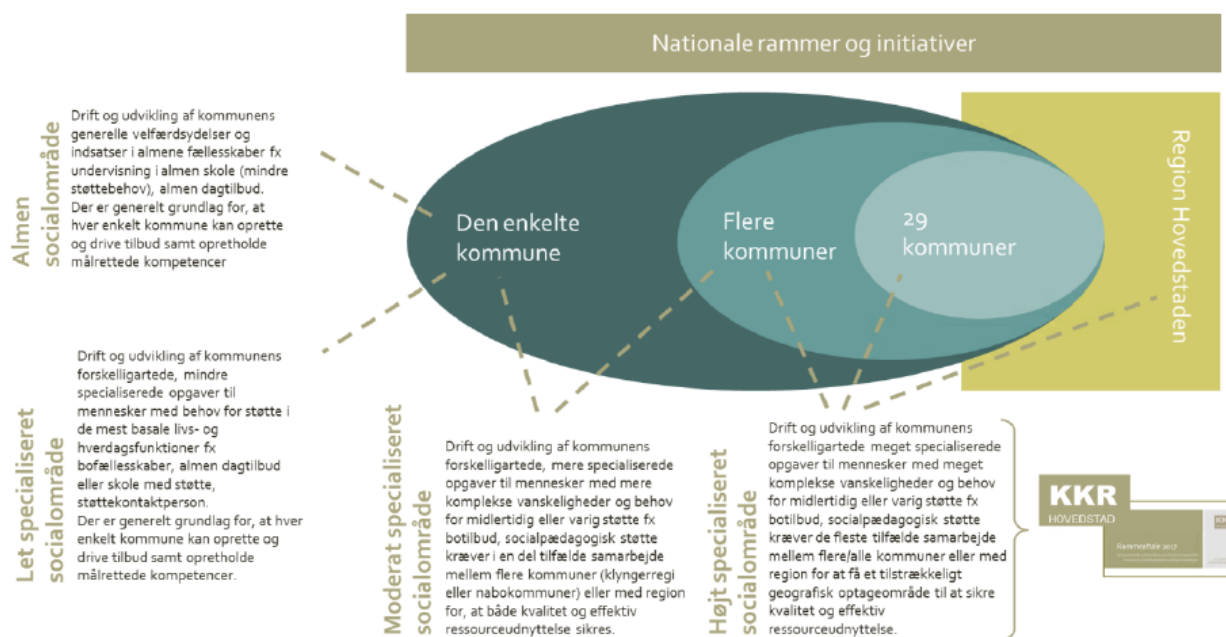 Nationale rammer og initiativer
Almen
socialområde
Drift og udvikling af kommunens
generelle velfærdsydelser og
indsatser i almene fællesskaber fx
undervisning i almen skole (mindre
støttebehov), almen dagtilbud.
Der er generelt grundlag for, at
hver enkelt kommune kan oprette
og drive tilbud samt opretholde
målrettede kompetencer
Den enkelte
kommune
Flere
kommuner
29
kommuner
Region Hovedstaden
Let specialiseret
socialområde
Drift og udvikling af kommunens
forskelligartede, mindre
specialiserede opgaver til
mennesker med behov for støtte i
de mest basale livs- og
hverdagsfunktioner fx
bofællesskaber, almen dagtilbud
eller skole med støtte,
støttekontaktperson.
Der er generelt grundlag for, at hver
enkelt kommune kan oprette og
drive tilbud samt opretholde
målrettede kompetencer.
Moderat specialiseret
socialområde
Drift og udvikling af kommunens
forskelligartede, mere specialiserede
opgaver til mennesker med mere
komplekse vanskeligheder og behov
for midlertidig eller varig støtte fx
botilbud, socialpædagogisk støtte
kræver i en del tilfælde samarbejde
mellem flere kommuner (klyngerregi
eller nabokommuner) eller med region
for, at både kvalitet og effektiv
ressourceudnyttelse sikres.
Højt specialiseret
socialområde
Drift og udvikling af kommunens
forskelligartede meget specialiserede
opgaver til mennesker med meget
komplekse vanskeligheder og behov
for midlertidig eller varig støtte fx
botilbud, socialpædagogisk støtte
kræver de fleste tilfælde samarbejde
mellem flere/alle kommuner eller med
region for at få et tilstrækkeligt
geografisk optageområde til at sikre
kvalitet og effektiv
ressourceudnyttelse.
KKR
HOVEDSTAD
Rammeaftale 2017